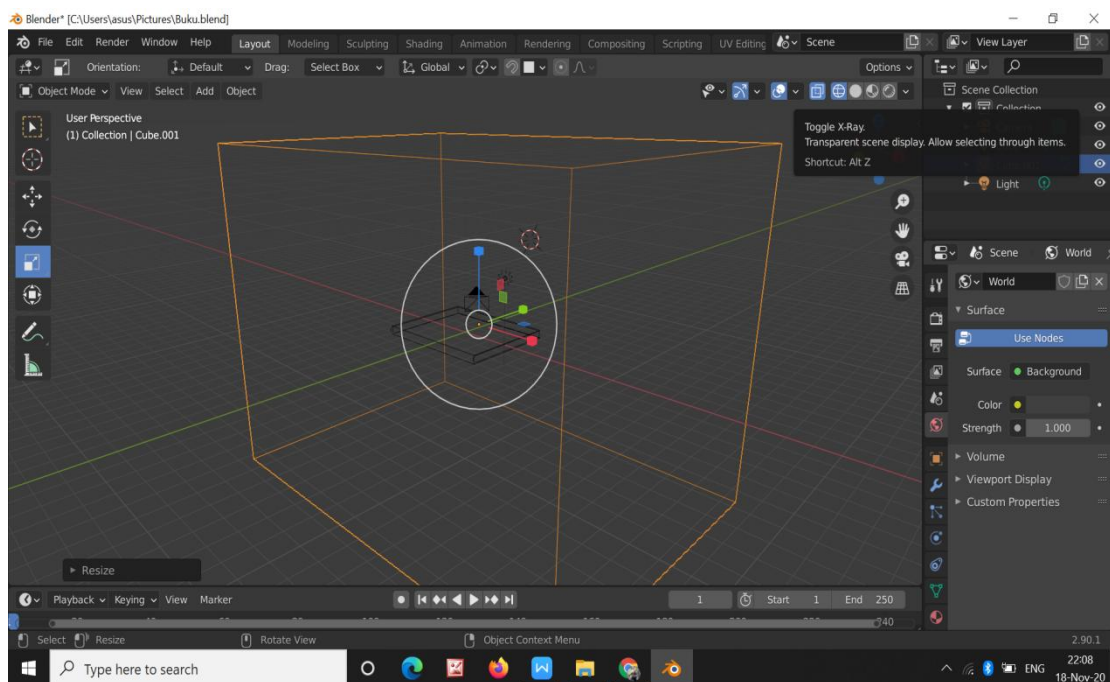 Blender* [C:\Users\asus\Pictures\Buku.blend]
File Edit Render Window Help Layout Modeling Sculpting Shading Animation Rendering Compositing Scripting UV Editing Scene View Layer
Orientation: Default Drag: Select Box Global Options
Object Mode View Select Add Object
Scene Collection
Collection
User Perspective
(1) Collection | Cube.001
Toggle X-Ray.
Transparent scene display. Allow selecting through items.
Shortcut: Alt Z
Light
Scene World
World
Surface
Use Nodes
Surface Background
Color
Strength 1.000
Volume
Viewport Display
Custom Properties
Resize
Playback Keying View Marker 1 Start 1 End 250
Select Resize Rotate View Object Context Menu 2.90.1
Type here to search
ENG
22:08
18-Nov-20